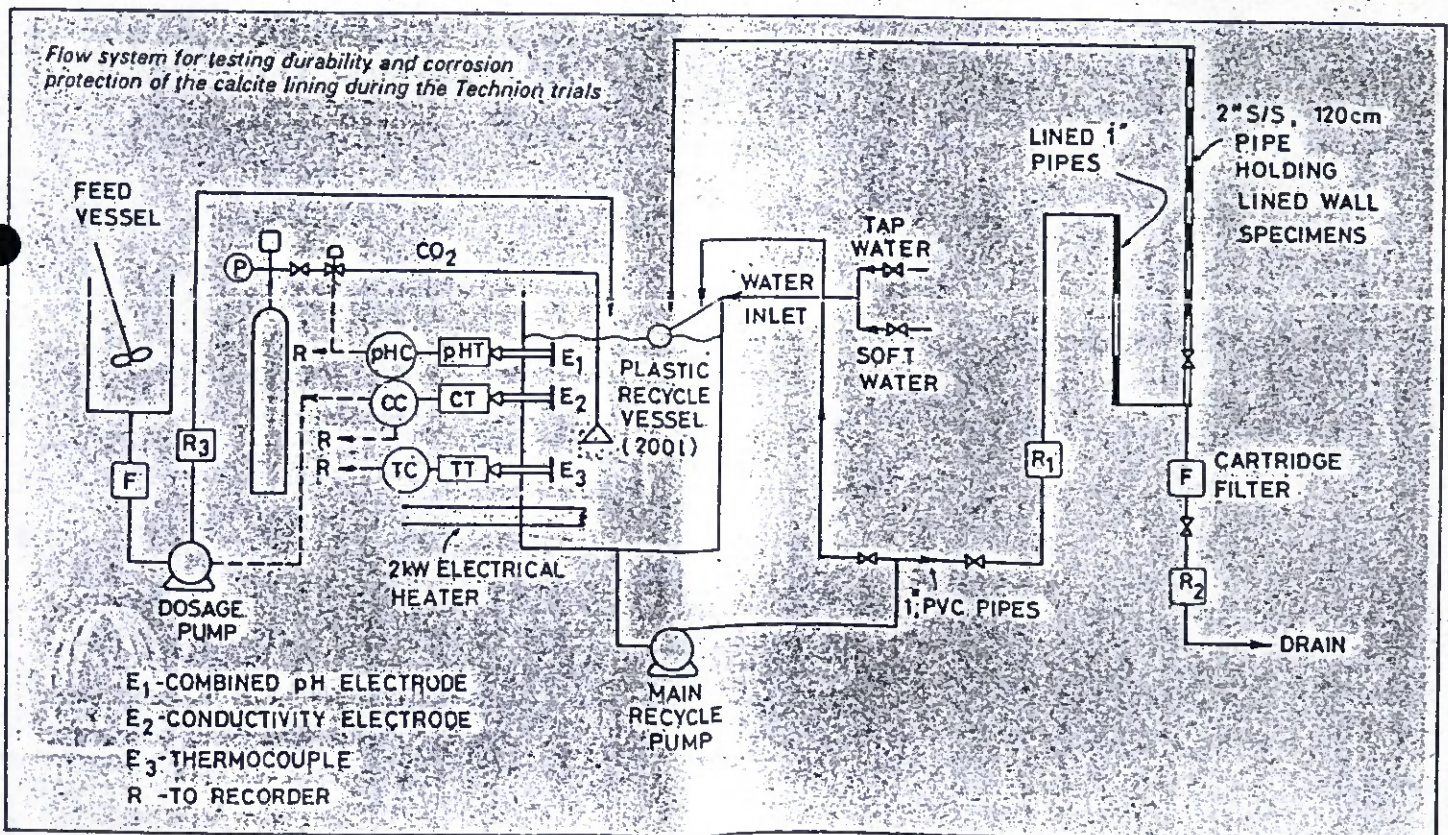 Flow system for testing durability and corrosion
protection of the calcite lining during the Technion trials
FEED
VESSEL
P
CO2
R
pHC
pHT
E1
CC
CT
E2
R
R
TC
TT
E3
R3
F
DOSAGE
PUMP
2kW ELECTRICAL
HEATER
PLASTIC
RECYCLE
VESSEL
(200l)
WATER
INLET
TAP
WATER
SOFT
WATER
LINED 1"
PIPES
2" S/S, 120cm
PIPE
HOLDING
LINED WALL
SPECIMENS
R1
F
CARTRIDGE
FILTER
R2
DRAIN
1" PVC PIPES
MAIN
RECYCLE
PUMP
E1-COMBINED pH ELECTRODE
E2-CONDUCTIVITY ELECTRODE
E3-THERMOCOUPLE
R -TO RECORDER